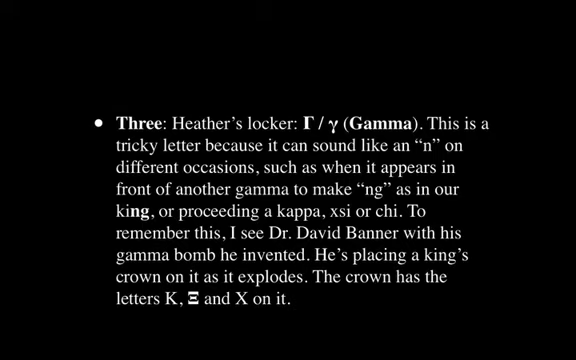 • Three: Heather's locker: Γ / γ (Gamma). This is a
tricky letter because it can sound like an “n” on
different occasions, such as when it appears in
front of another gamma to make “ng” as in our
king, or proceeding a kappa, xsi or chi. To
remember this, I see Dr. David Banner with his
gamma bomb he invented. He's placing a king's
crown on it as it explodes. The crown has the
letters K, Ξ and X on it.